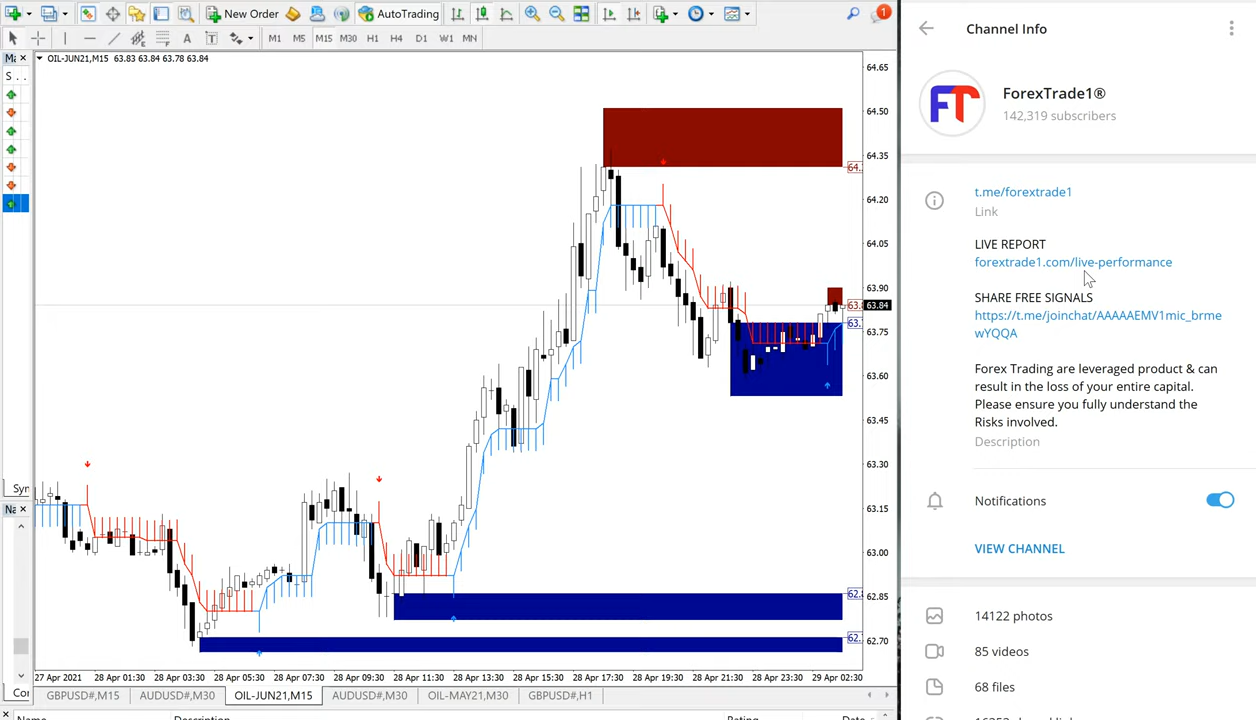 New Order
AutoTrading
1
A
T
M1
M5
M15
M30
H1
H4
D1
W1
MN
OIL-JUN21,M15 63.83 63.84 63.78 63.84
64.65
64.50
64.35
64.20
64.05
63.90
63.84
63.75
63.60
63.45
63.30
63.15
63.00
62.85
62.70
27 Apr 2021
28 Apr 01:30
28 Apr 03:30
28 Apr 05:30
28 Apr 07:30
28 Apr 09:30
28 Apr 11:30
28 Apr 13:30
28 Apr 15:30
28 Apr 17:30
28 Apr 19:30
28 Apr 21:30
28 Apr 23:30
29 Apr 02:30
GBPUSD#,M15
AUDUSD#,M30
OIL-JUN21,M15
AUDUSD#,M30
OIL-MAY21,M30
GBPUSD#,H1
Name
Description
Rating
Channel Info
FT
ForexTrade1®
142,319 subscribers
t.me/forextrade1
Link
LIVE REPORT
forextrade1.com/live-performance
SHARE FREE SIGNALS
https://t.me/joinchat/AAAAAEMV1mic_brme
wYQQA
Forex Trading are leveraged product & can
result in the loss of your entire capital.
Please ensure you fully understand the
Risks involved.
Description
Notifications
VIEW CHANNEL
14122 photos
85 videos
68 files